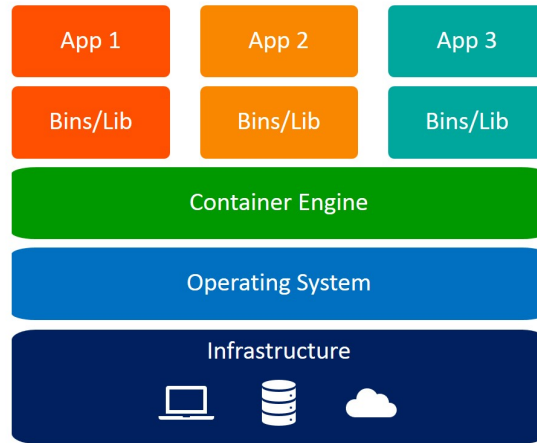 App 1
App 2
App 3
Bins/Lib
Bins/Lib
Bins/Lib
Container Engine
Operating System
Infrastructure